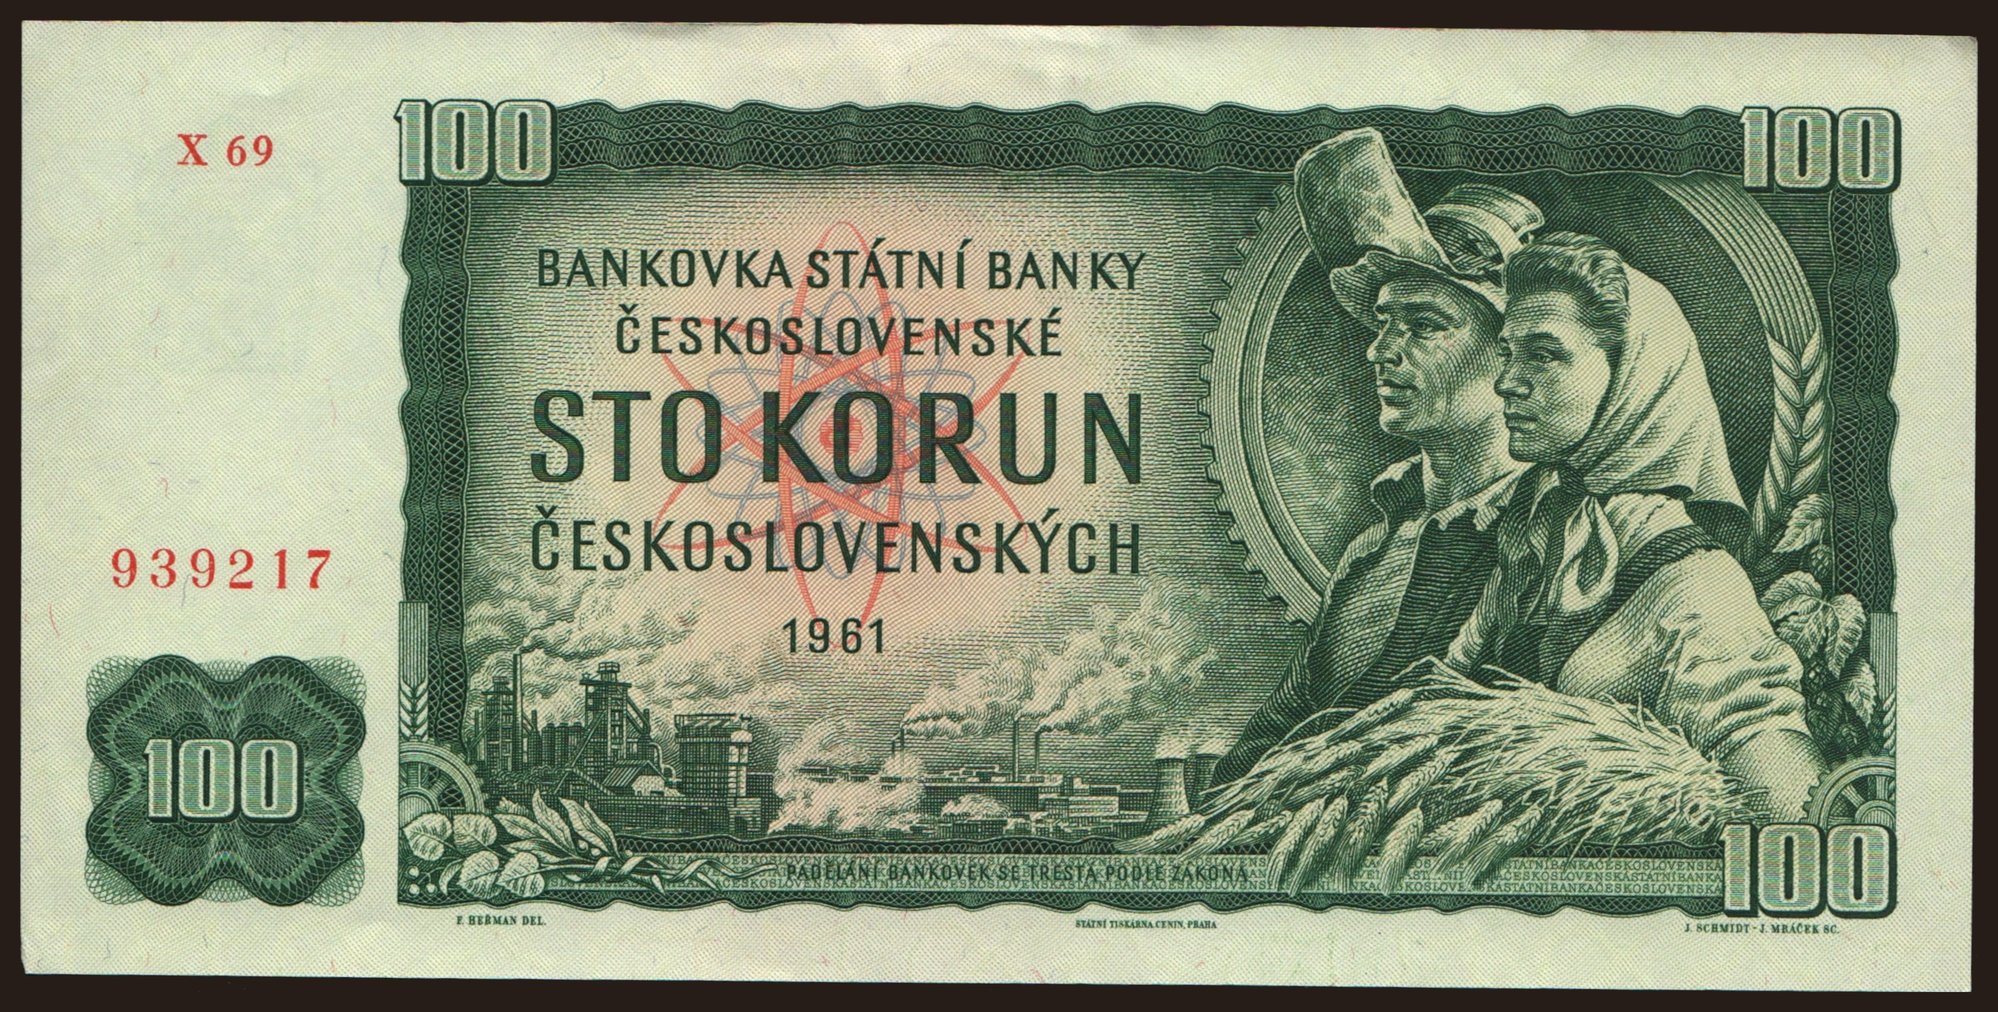 X 69
100
100
BANKOVKA STÁTNÍ BANKY
ČESKOSLOVENSKÉ
STO KORUN
ČESKOSLOVENSKÝCH
939217
1961
100
100
PADĚLÁNÍ BANKOVEK SE TRESTÁ PODLE ZÁKONA
F. HEŘMAN DEL.
STÁTNÍ TISKÁRNA CENIN, PRAHA
J. SCHMIDT - J. MRÁČEK SC.